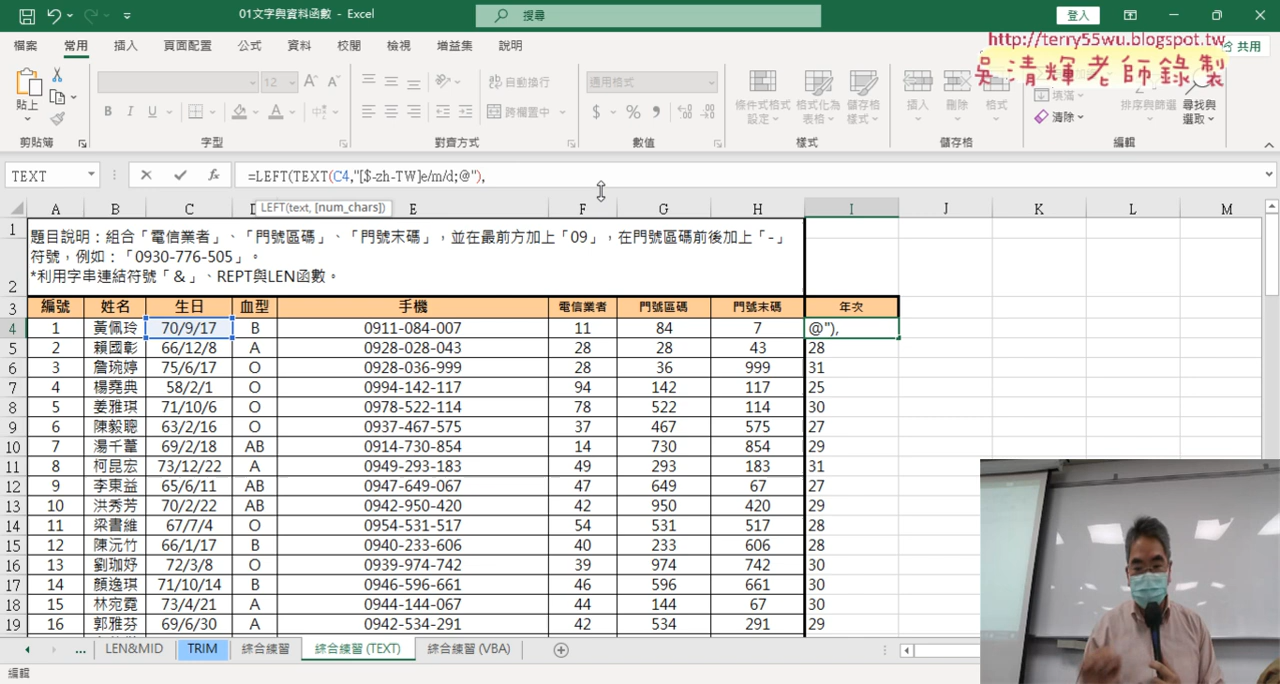 01文字與資料函數 - Excel
搜尋
登入
檔案 常用 插入 頁面配置 公式 資料 校閱 檢視 增益集 說明
共用
http://terry55wu.blogspot.tw
吳清輝老師錄製
貼上
12
B I U
自動換行
跨欄置中
通用格式
條件式格式設定 格式化為表格 儲存格樣式
插入 刪除 格式
填滿
清除
排序與篩選 尋找與選取
剪貼簿 字型 對齊方式 數值 樣式 儲存格 編輯
TEXT
=LEFT(TEXT(C4,"[$-zh-TW]e/m/d;@"),
LEFT(text, [num_chars])
A B C E F G H I J K L M
題目說明：組合「電信業者」、「門號區碼」、「門號末碼」，並在最前方加上「09」，在門號區碼前後加上「-」
符號，例如：「0930-776-505」。
*利用字串連結符號「&」、REPT與LEN函數。
1
2
3 編號 姓名 生日 血型 手機 電信業者 門號區碼 門號末碼 年次
4 1 黃佩玲 70/9/17 B 0911-084-007 11 84 7 @"),
5 2 賴國彰 66/12/8 A 0928-028-043 28 28 43 28
6 3 詹琬婷 75/6/17 O 0928-036-999 28 36 999 31
7 4 楊堯典 58/2/1 O 0994-142-117 94 142 117 25
8 5 姜雅琪 71/10/6 O 0978-522-114 78 522 114 30
9 6 陳毅聰 63/2/16 O 0937-467-575 37 467 575 27
10 7 湯千 69/2/18 AB 0914-730-854 14 730 854 29
11 8 柯昆宏 73/12/22 A 0949-293-183 49 293 183 31
12 9 李東益 65/6/11 AB 0947-649-067 47 649 67 27
13 10 洪秀芳 70/2/22 AB 0942-950-420 42 950 420 29
14 11 梁書維 67/7/4 O 0954-531-517 54 531 517 28
15 12 陳沅竹 66/1/17 B 0940-233-606 40 233 606 28
16 13 劉珈妤 72/3/8 O 0939-974-742 39 974 742 30
17 14 顏逸琪 71/10/14 B 0946-596-661 46 596 661 30
18 15 林宛霓 73/4/21 A 0944-144-067 44 144 67 30
19 16 郭雅芬 69/6/30 A 0942-534-291 42 534 291 29
... LEN&MID TRIM 綜合練習 綜合練習 (TEXT) 綜合練習 (VBA)
編輯